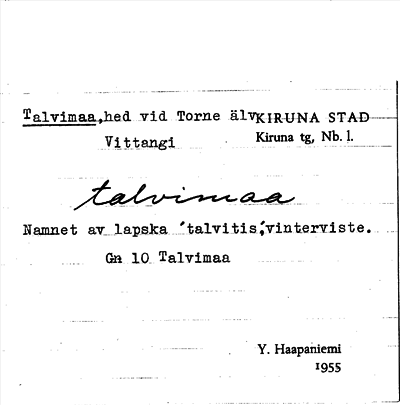 Talvimaa,hed vid Torne älv KIRUNA STAD
Vittangi Kiruna tg, Nb. l.
talvimaa
Namnet av lapska 'talvitis,'vinterviste.
Gn 10 Talvimaa
Y. Haapaniemi
1955